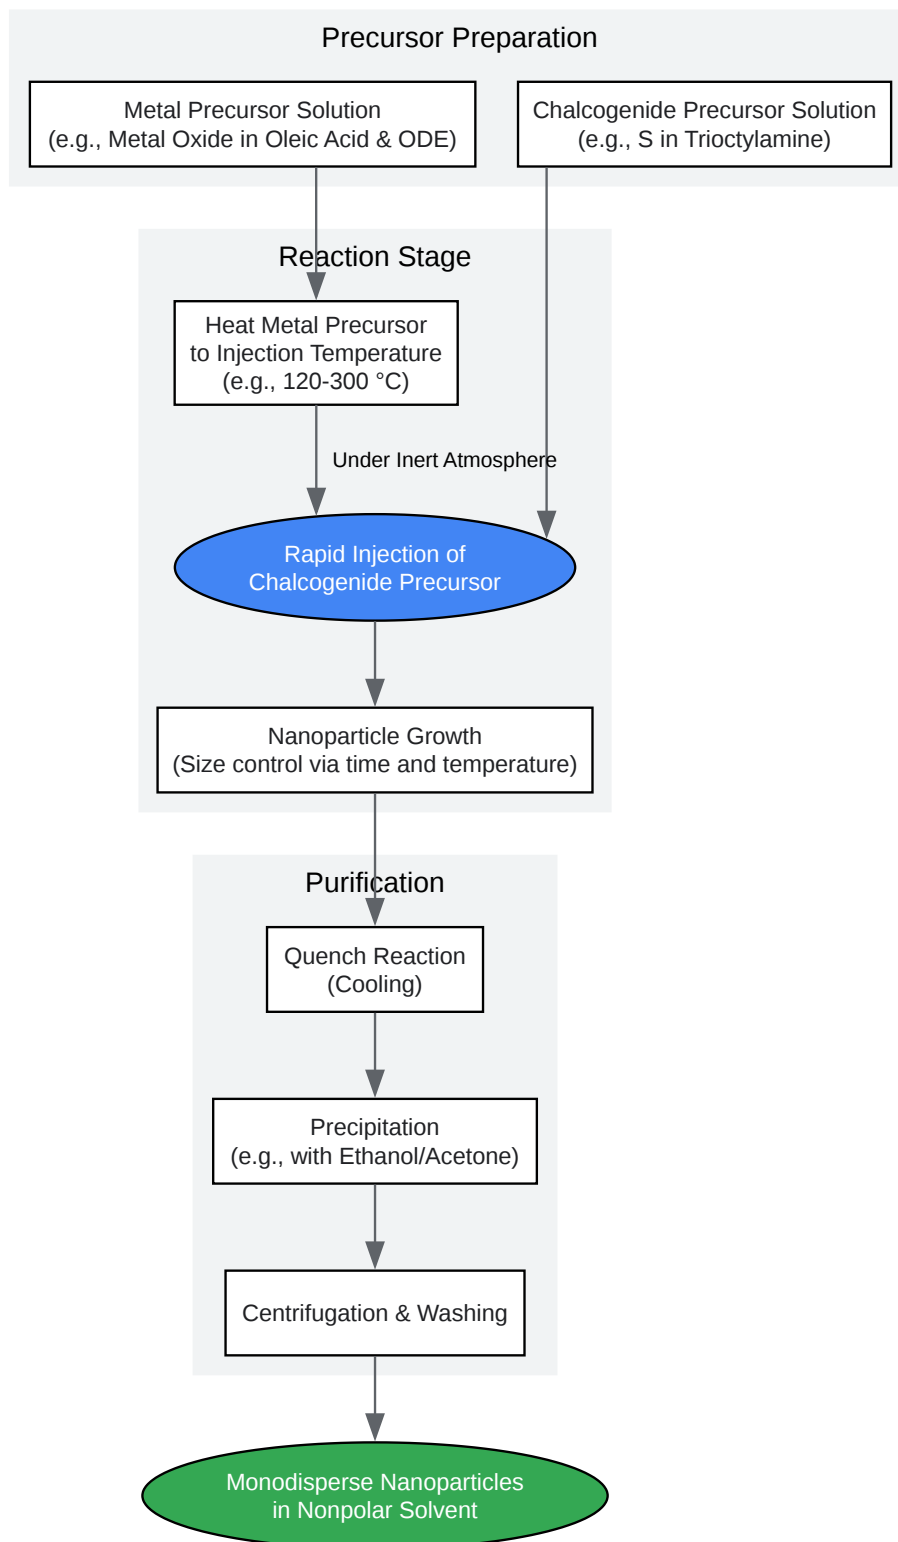 Precursor Preparation
Metal Precursor Solution
(e.g., Metal Oxide in Oleic Acid & ODE)
Chalcogenide Precursor Solution
(e.g., S in Trioctylamine)
Reaction Stage
Heat Metal Precursor
to Injection Temperature
(e.g., 120-300 °C)
Under Inert Atmosphere
Rapid Injection of
Chalcogenide Precursor
Nanoparticle Growth
(Size control via time and temperature)
Purification
Quench Reaction
(Cooling)
Precipitation
(e.g., with Ethanol/Acetone)
Centrifugation & Washing
Monodisperse Nanoparticles
in Nonpolar Solvent